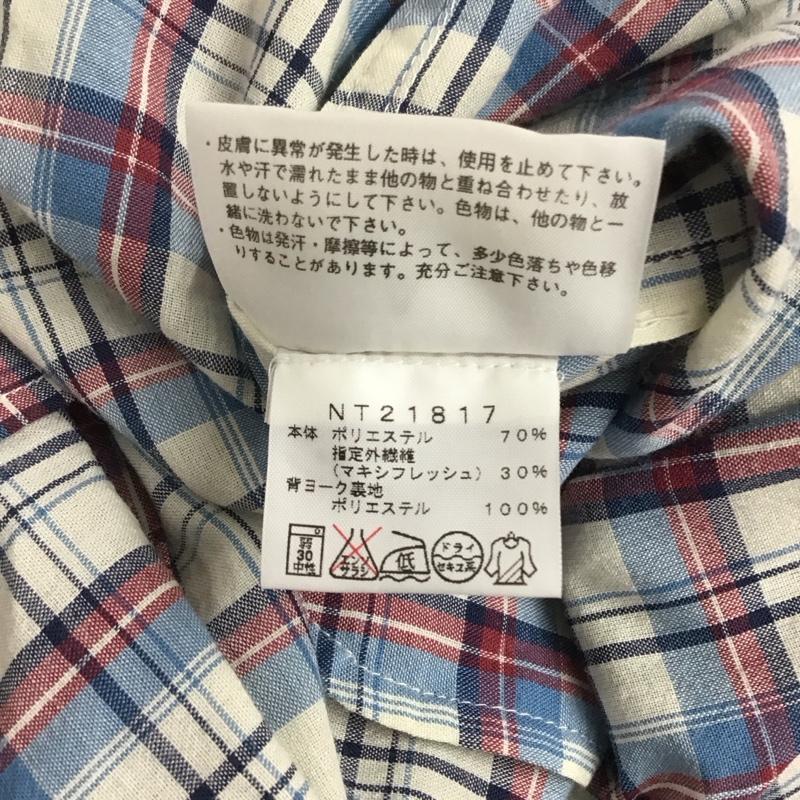 ・皮膚に異常が発生した時は、使用を止めて下さい。
水や汗で濡れたまま他の物と重ね合わせたり、放
置しないようにして下さい。色物は、他の物と一
緒に洗わないで下さい。
・色物は発汗・摩擦等によって、多少色落ちや色移
りすることがあります。充分ご注意下さい。
NT21817
本体 ポリエステル 70%
指定外繊維
(マキシフレッシュ) 30%
背ヨーク裏地
ポリエステル 100%
弱 30 中性
エンソ サラシ
低
ドライ セキユ系